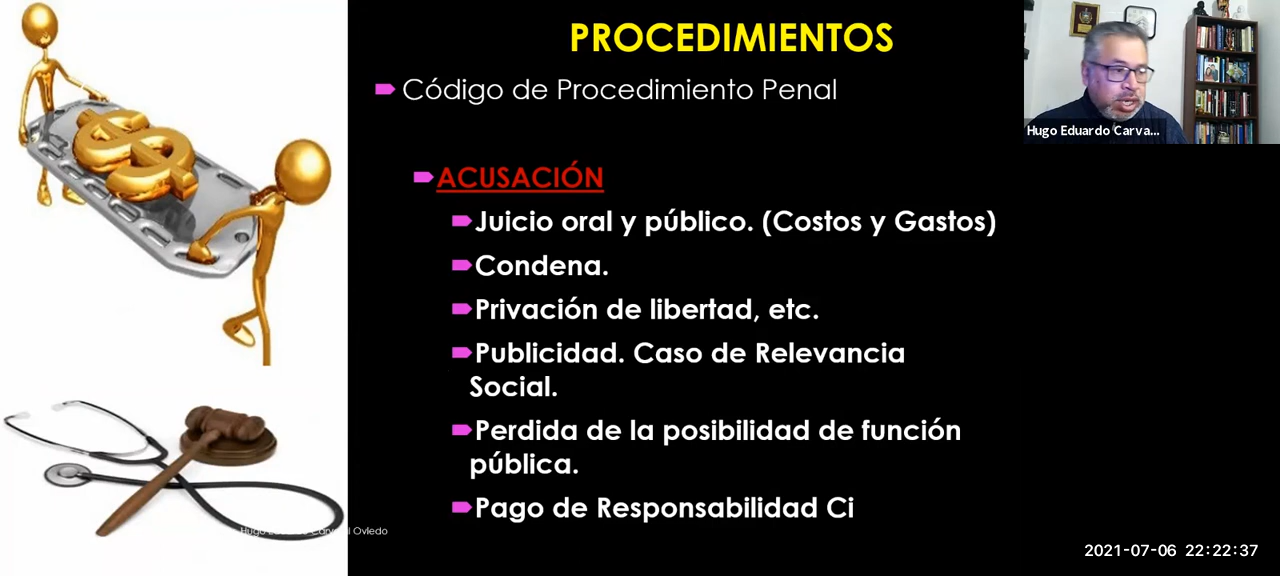 PROCEDIMIENTOS
Código de Procedimiento Penal
Hugo Eduardo Carva...
ACUSACIÓN
Juicio oral y público. (Costos y Gastos)
Condena.
Privación de libertad, etc.
Publicidad. Caso de Relevancia
Social.
Perdida de la posibilidad de función
pública.
Pago de Responsabilidad Ci
Oviedo
2021-07-06 22:22:37